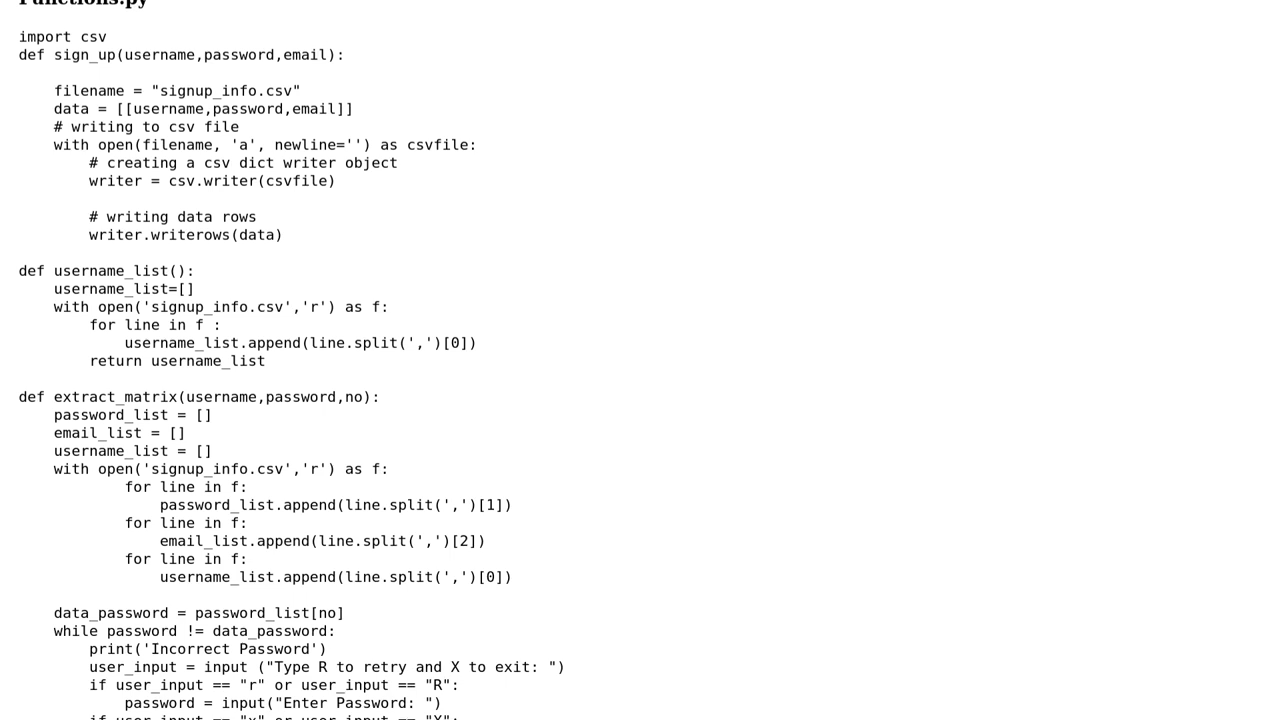 Functions.py
import csv
def sign_up(username,password,email):
    filename = "signup_info.csv"
    data = [[username,password,email]]
    # writing to csv file
    with open(filename, 'a', newline='') as csvfile:
        # creating a csv dict writer object
        writer = csv.writer(csvfile)
        # writing data rows
        writer.writerows(data)
def username_list():
    username_list=[]
    with open('signup_info.csv','r') as f:
        for line in f :
            username_list.append(line.split(',')[0])
        return username_list
def extract_matrix(username,password,no):
    password_list = []
    email_list = []
    username_list = []
    with open('signup_info.csv','r') as f:
            for line in f:
                password_list.append(line.split(',')[1])
            for line in f:
                email_list.append(line.split(',')[2])
            for line in f:
                username_list.append(line.split(',')[0])
    data_password = password_list[no]
    while password != data_password:
        print('Incorrect Password')
        user_input = input ("Type R to retry and X to exit: ")
        if user_input == "r" or user_input == "R":
            password = input("Enter Password: ")
        if user_input == "x" or user_input == "X":